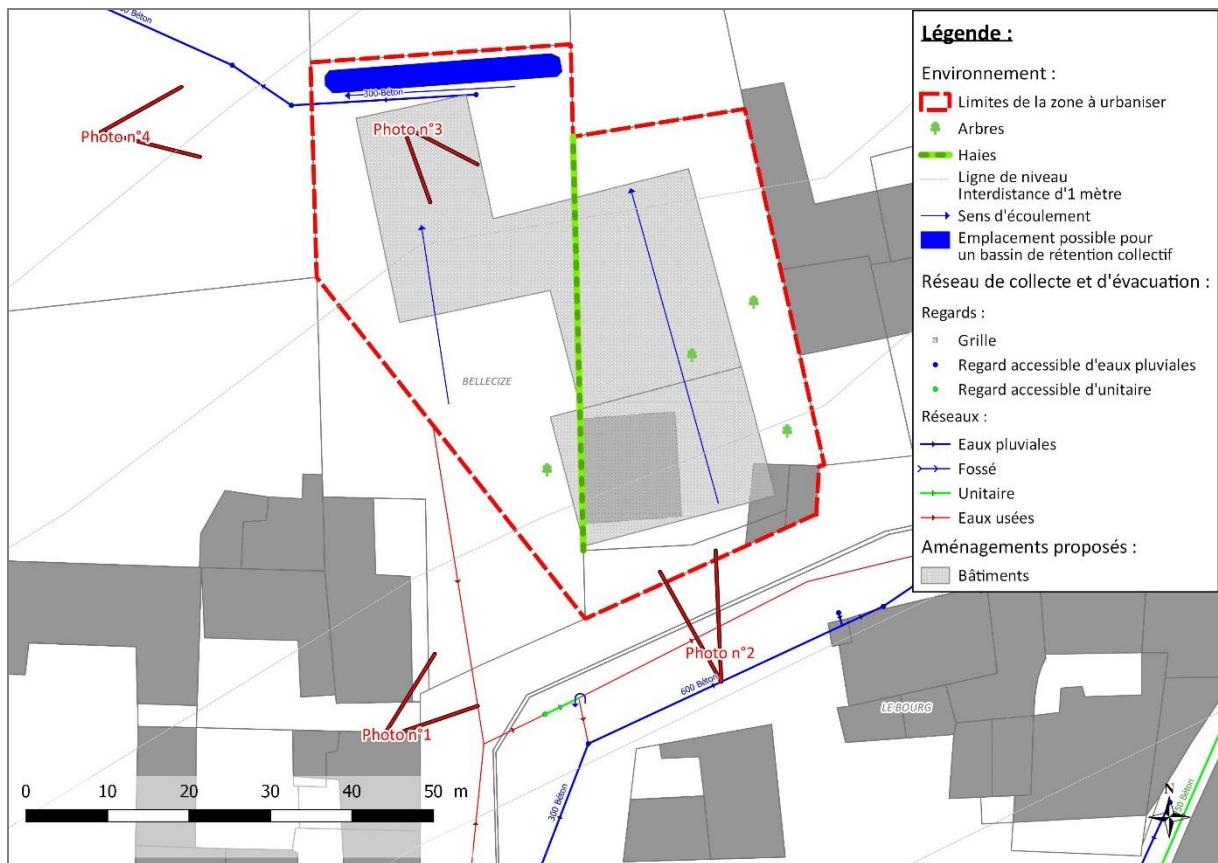 300-Béton
Photo n°4
Photo n°3
BELLECIZE
Photo n°2
600 Béton
Photo n°1
LE BOURG
300 Béton
0 10 20 30 40 50 m
N
Légende :
Environnement :
Limites de la zone à urbaniser
Arbres
Haies
Ligne de niveau
Interdistance d'1 mètre
Sens d'écoulement
Emplacement possible pour
un bassin de rétention collectif
Réseau de collecte et d'évacuation :
Regards :
Grille
Regard accessible d'eaux pluviales
Regard accessible d'unitaire
Réseaux :
Eaux pluviales
Fossé
Unitaire
Eaux usées
Aménagements proposés :
Bâtiments